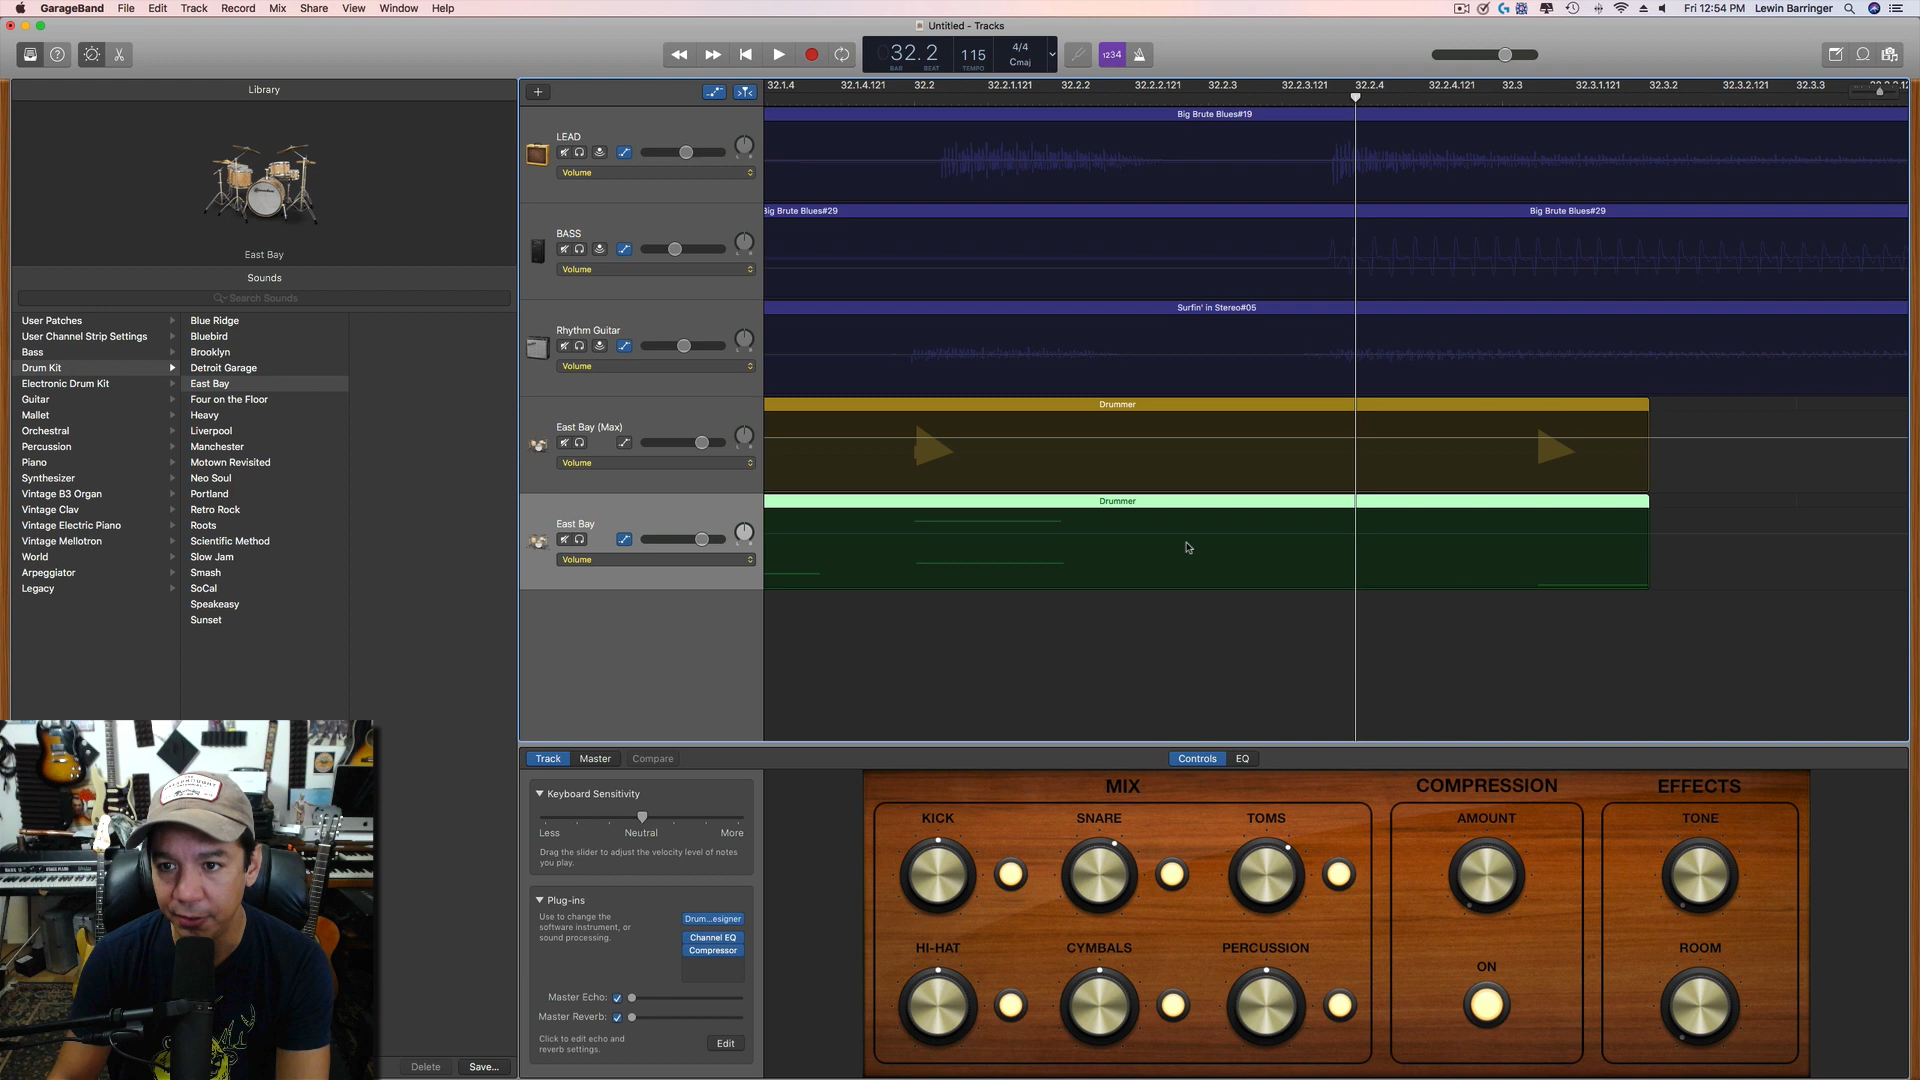 GarageBand File Edit Track Record Mix Share View Window Help
Fri 12:54 PM Lewin Barringer
Untitled - Tracks
32.2
BAR BEAT
115
TEMPO
4/4
Cmaj
1234
Library
East Bay
Sounds
Search Sounds
User Patches
User Channel Strip Settings
Bass
Drum Kit
Electronic Drum Kit
Guitar
Mallet
Orchestral
Percussion
Piano
Synthesizer
Vintage B3 Organ
Vintage Clav
Vintage Electric Piano
Vintage Mellotron
World
Arpeggiator
Legacy
Blue Ridge
Bluebird
Brooklyn
Detroit Garage
East Bay
Four on the Floor
Heavy
Liverpool
Manchester
Motown Revisited
Neo Soul
Portland
Retro Rock
Roots
Scientific Method
Slow Jam
Smash
SoCal
Speakeasy
Sunset
Delete
Save...
32.1.4 32.1.4.121 32.2 32.2.1.121 32.2.2 32.2.2.121 32.2.3 32.2.3.121 32.2.4 32.2.4.121 32.3 32.3.1.121 32.3.2 32.3.2.121 32.3.3
LEAD
Volume
Big Brute Blues#19
BASS
Volume
Big Brute Blues#29
Big Brute Blues#29
Rhythm Guitar
Volume
Surfin' in Stereo#05
East Bay (Max)
Volume
Drummer
East Bay
Volume
Drummer
Track Master Compare
Controls EQ
Keyboard Sensitivity
Less Neutral More
Drag the slider to adjust the velocity level of notes
you play.
Plug-ins
Use to change the
software instrument, or
sound processing.
Drum...esigner
Channel EQ
Compressor
Master Echo:
Master Reverb:
Click to edit echo and
reverb settings.
Edit
MIX
KICK SNARE TOMS
HI-HAT CYMBALS PERCUSSION
COMPRESSION
AMOUNT
ON
EFFECTS
TONE
ROOM